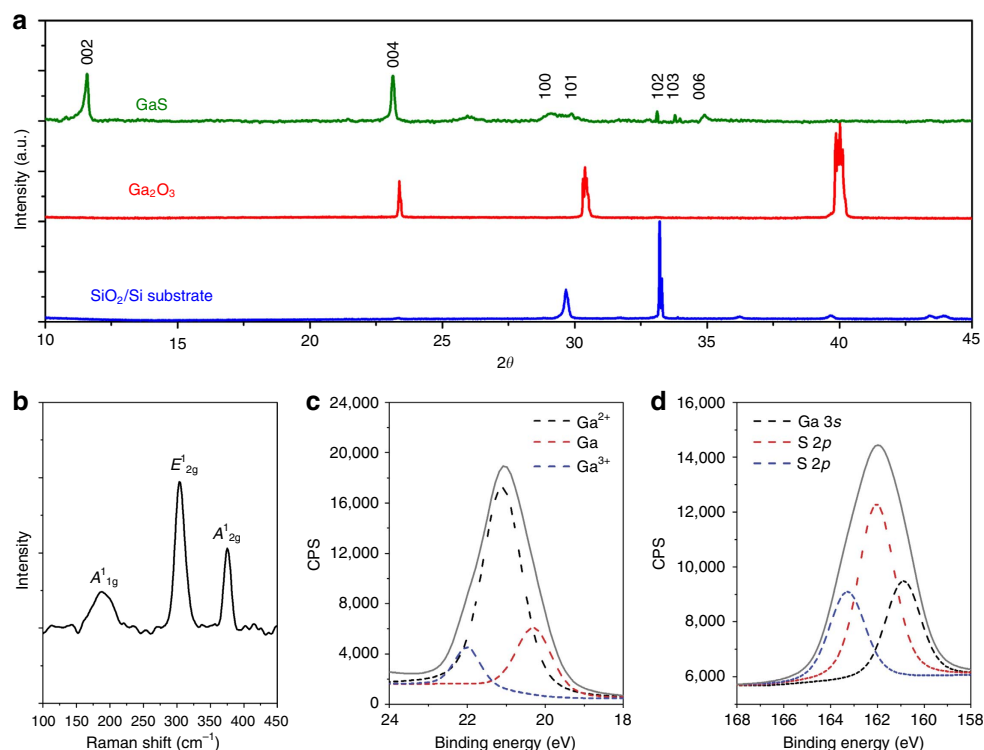 a
002
004
100
101
102
103
006
GaS
Ga₂O₃
SiO₂/Si substrate
Intensity (a.u.)
10 15 20 25 30 35 40 45
2θ
b
E¹₂g
A¹₂g
A¹₁g
Intensity
100 150 200 250 300 350 400 450
Raman shift (cm⁻¹)
c
24,000
20,000
16,000
12,000
8,000
4,000
0
CPS
Ga²⁺
Ga
Ga³⁺
24 22 20 18
Binding energy (eV)
d
16,000
14,000
12,000
10,000
8,000
6,000
CPS
Ga 3s
S 2p
S 2p
168 166 164 162 160 158
Binding energy (eV)